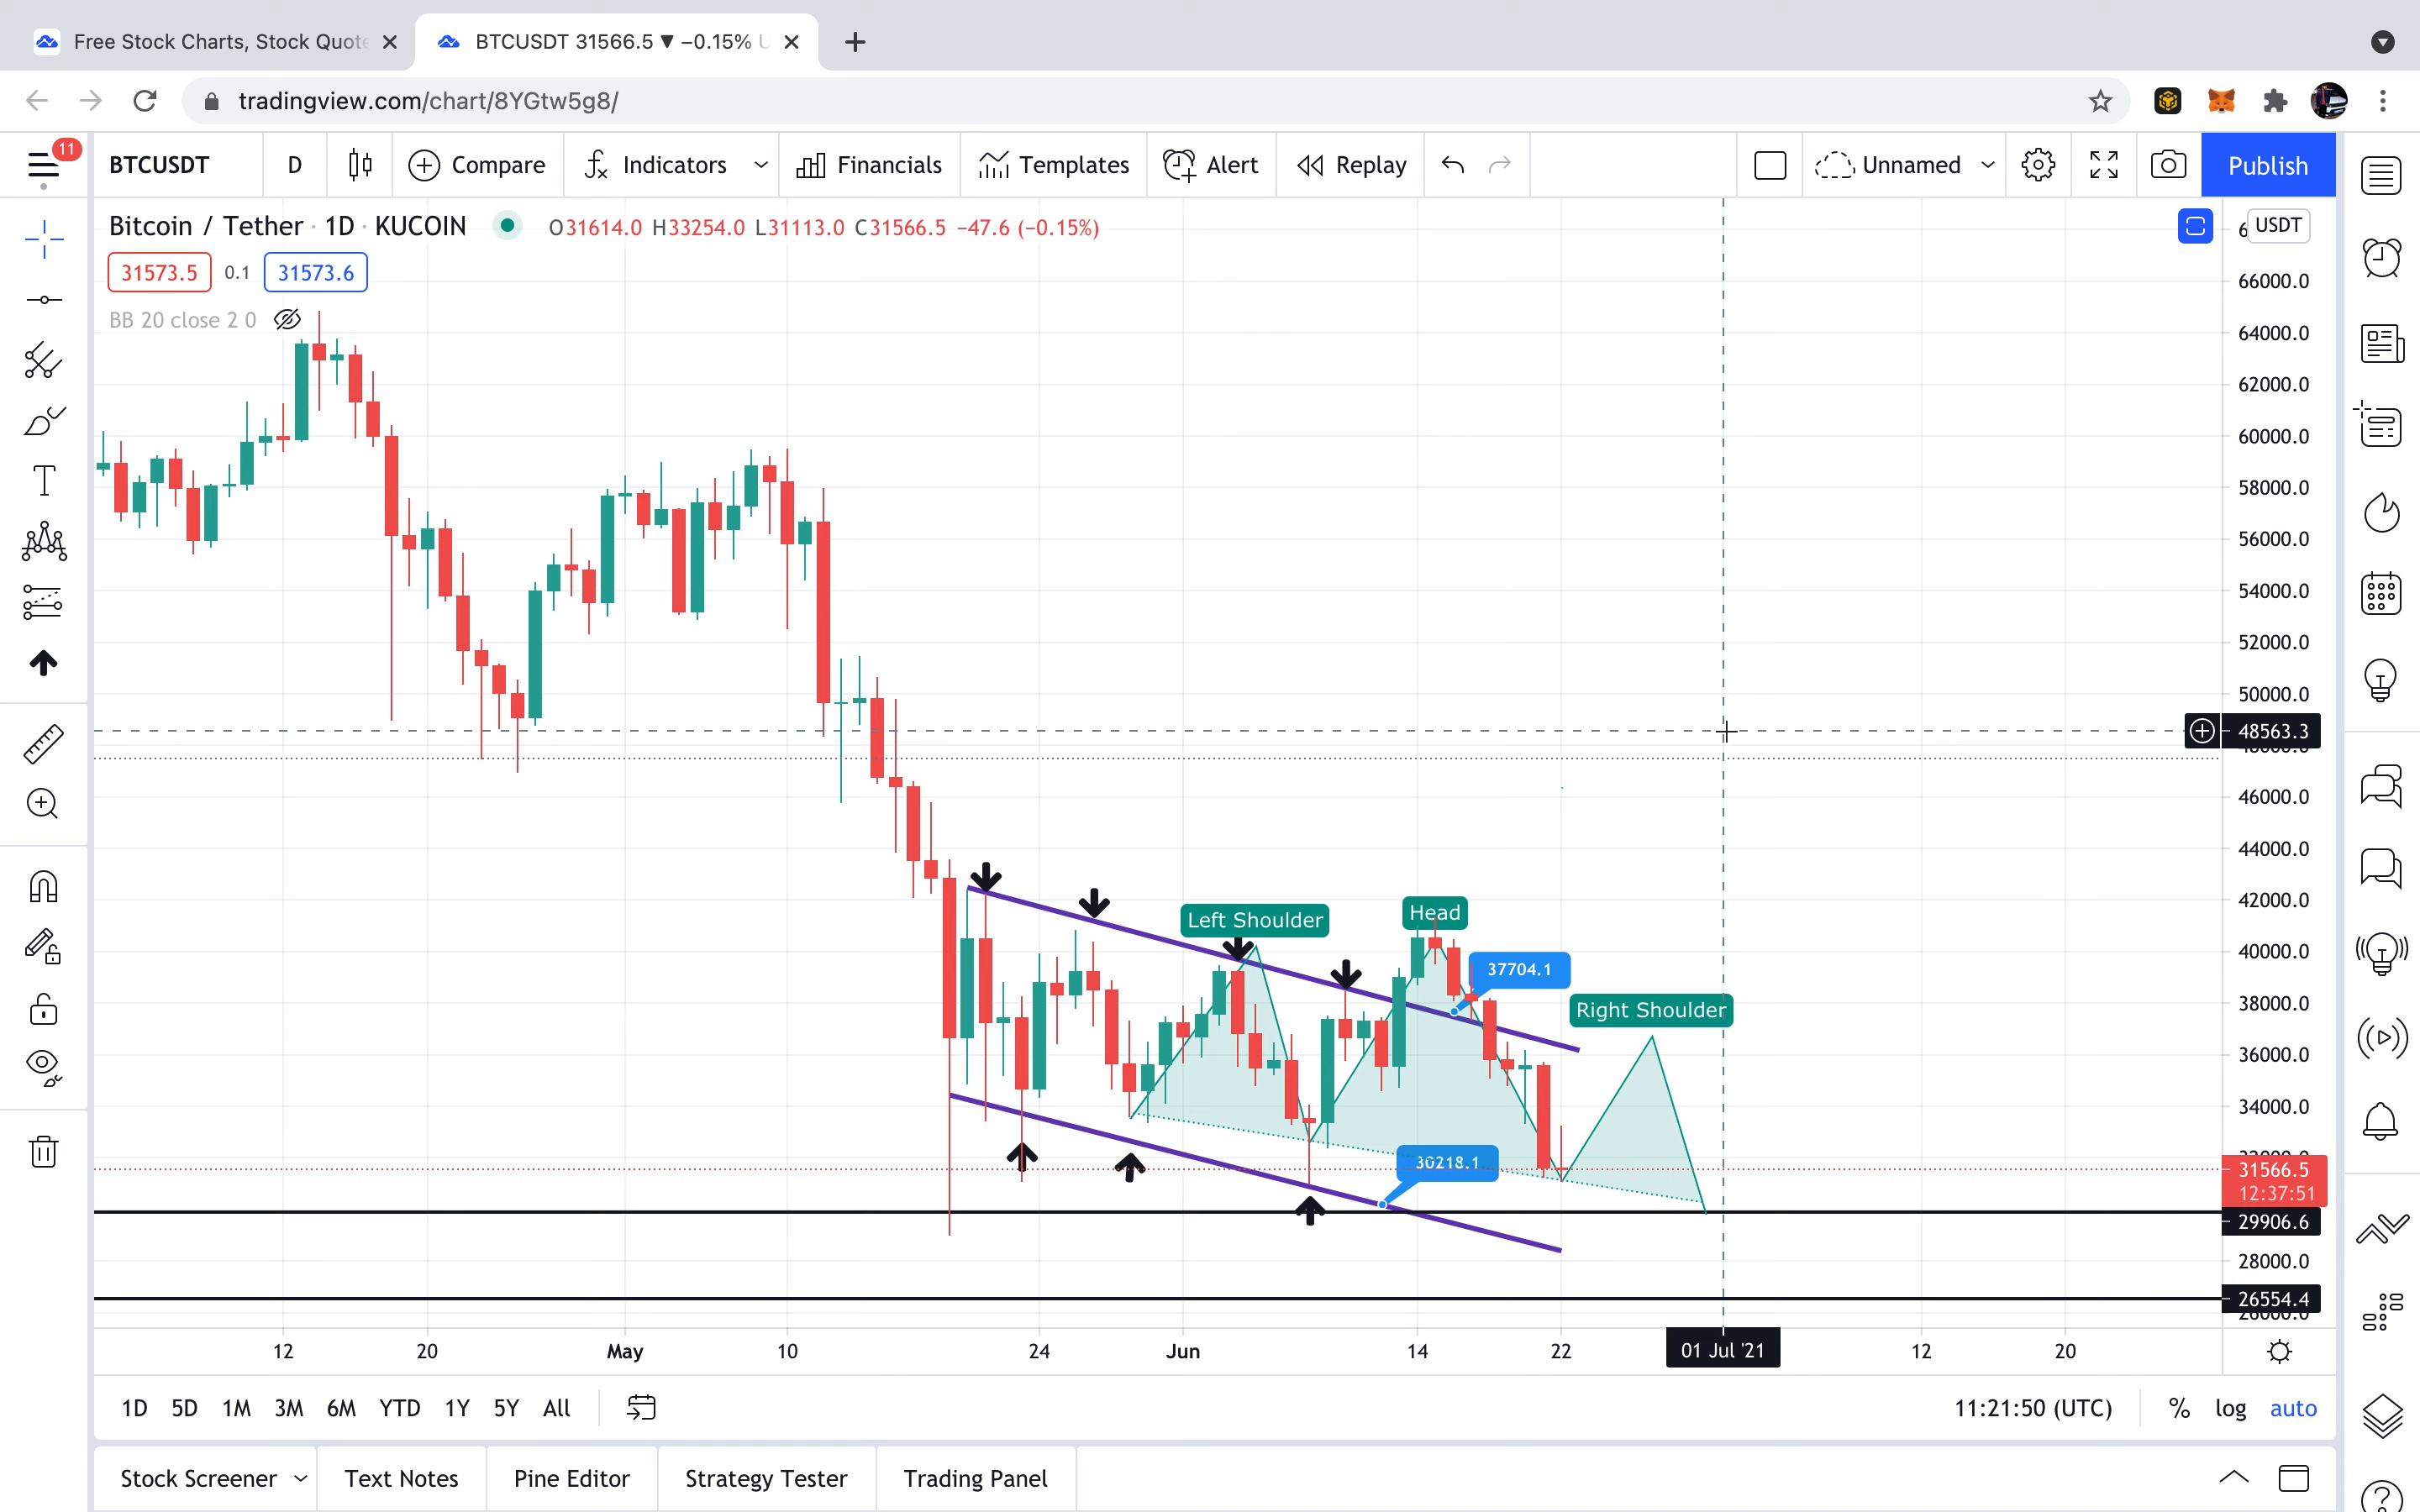 Free Stock Charts, Stock Quot
BTCUSDT 31566.5 ▼ −0.15%
tradingview.com/chart/8YGtw5g8/
11
BTCUSDT D Compare Indicators Financials Templates Alert Replay Unnamed Publish
Bitcoin / Tether · 1D · KUCOIN O31614.0 H33254.0 L31113.0 C31566.5 −47.6 (−0.15%)
USDT
31573.5 0.1 31573.6
BB 20 close 2 0
66000.0
64000.0
62000.0
60000.0
58000.0
56000.0
54000.0
52000.0
50000.0
48563.3
46000.0
44000.0
42000.0
40000.0
38000.0
36000.0
34000.0
31566.5
12:37:51
29906.6
28000.0
26554.4
Left Shoulder
Head
37704.1
Right Shoulder
30218.1
12 20 May 10 24 Jun 14 22 01 Jul '21 12 20
1D 5D 1M 3M 6M YTD 1Y 5Y All 11:21:50 (UTC) % log auto
Stock Screener Text Notes Pine Editor Strategy Tester Trading Panel